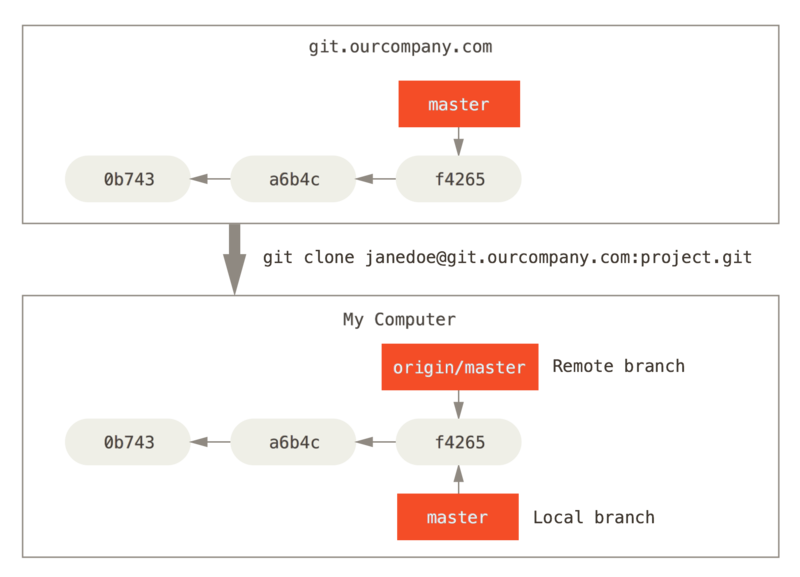 git.ourcompany.com
master
0b743 a6b4c f4265
git clone janedoe@git.ourcompany.com:project.git
My Computer
origin/master Remote branch
0b743 a6b4c f4265
master Local branch